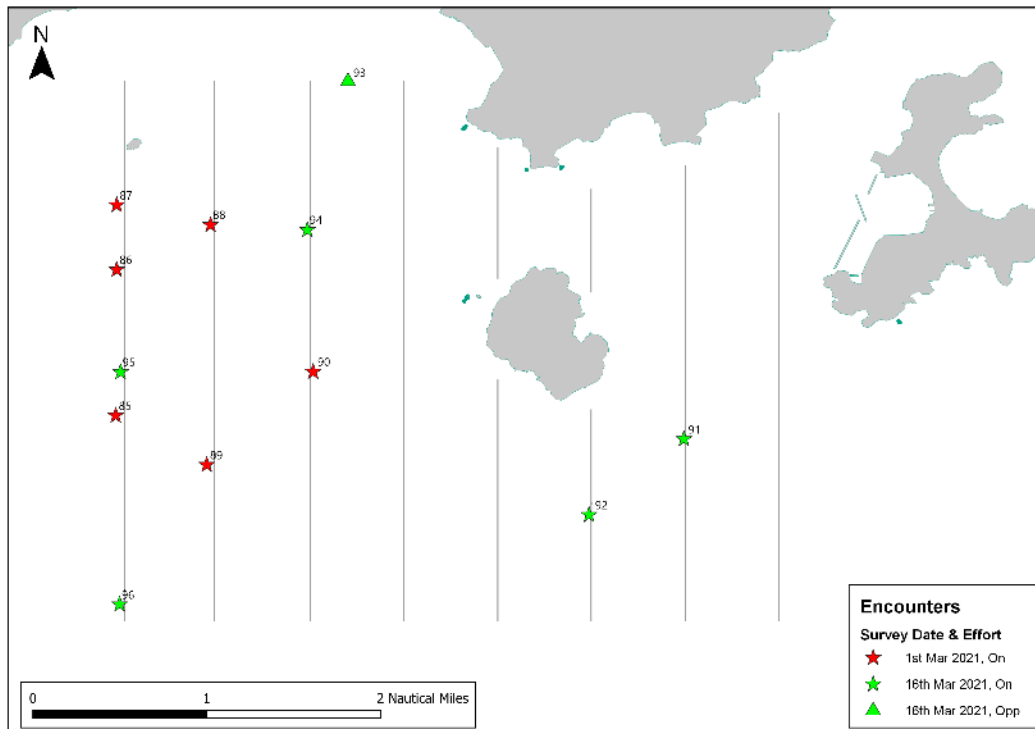 N
93
87
88
94
86
95
90
85
91
89
92
96
0 1 2 Nautical Miles
Encounters
Survey Date & Effort
1st Mar 2021, On
16th Mar 2021, On
16th Mar 2021, Opp